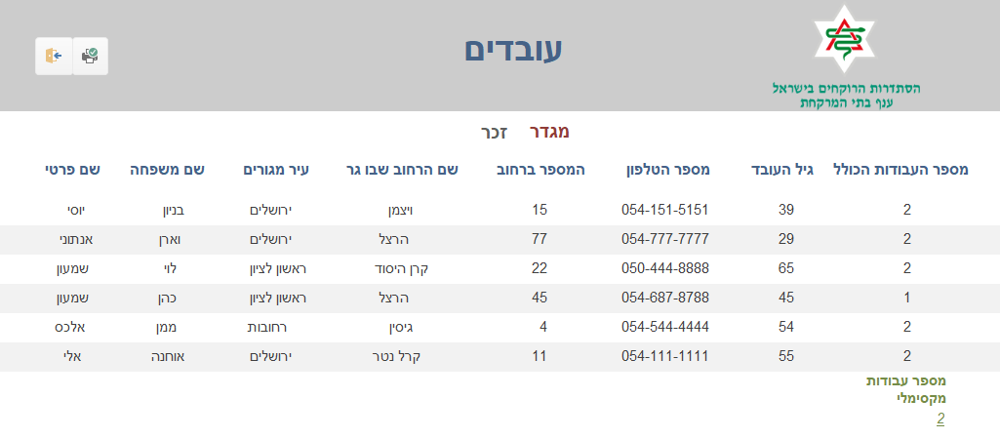 עובדים
הסתדרות הרוקחים בישראל
ענף בתי המרקחת
מגדר זכר
מספר העבודות הכולל גיל העובד מספר הטלפון המספר ברחוב שם הרחוב שבו גר עיר מגורים שם משפחה שם פרטי
2 39 054-151-5151 15 ויצמן ירושלים בניון יוסי
2 29 054-777-7777 77 הרצל ירושלים וארן אנתוני
2 65 050-444-8888 22 קרן היסוד ראשון לציון לוי שמעון
1 45 054-687-8788 45 הרצל ראשון לציון כהן שמעון
2 54 054-544-4444 4 גיסין רחובות ממן אלכס
2 55 054-111-1111 11 קרל נטר ירושלים אוחנה אלי
מספר עבודות
מקסימלי
2